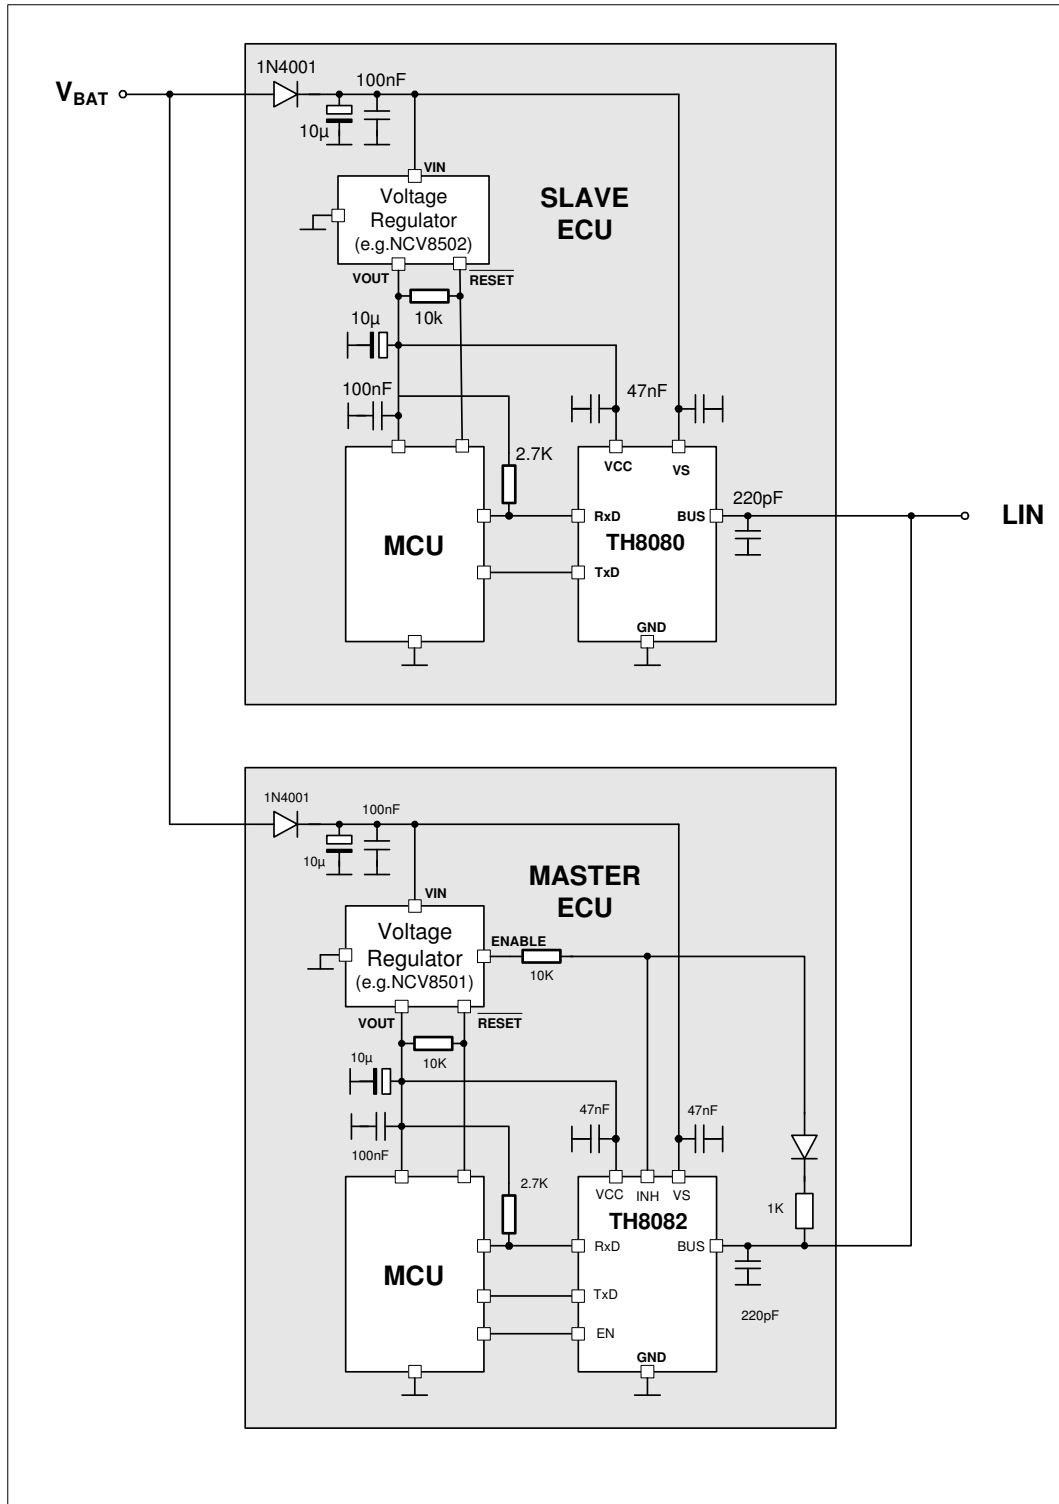 1N4001
100nF
VBAT
10µ
VIN
Voltage
Regulator
(e.g.NCV8502)
SLAVE
ECU
VOUT
RESET
10µ
10k
100nF
47nF
2.7K
VCC
VS
220pF
RxD
BUS
LIN
MCU
TH8080
TxD
GND
1N4001
100nF
10µ
MASTER
ECU
VIN
Voltage
Regulator
(e.g.NCV8501)
ENABLE
10K
VOUT
RESET
10µ
10K
47nF
47nF
100nF
2.7K
VCC
INH
VS
1K
TH8082
RxD
BUS
MCU
TxD
220pF
EN
GND